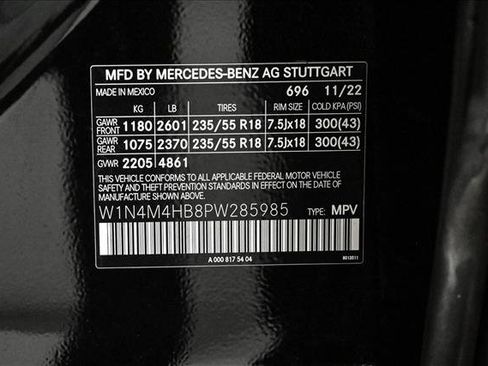 MFD BY MERCEDES-BENZ AG STUTTGART
MADE IN MEXICO 696 11/22
KG LB TIRES RIM SIZE COLD KPA (PSI)
GAWR FRONT 1180 2601 235/55 R18 7.5Jx18 300(43)
GAWR REAR 1075 2370 235/55 R18 7.5Jx18 300(43)
GVWR 2205 4861
THIS VEHICLE CONFORMS TO ALL APPLICABLE FEDERAL MOTOR VEHICLE
SAFETY, BUMPER AND THEFT PREVENTION STANDARDS IN EFFECT ON THE DATE
OF MANUFACTURE SHOWN ABOVE.
W1N4M4HB8PW285985 TYPE: MPV
A 000 817 54 04